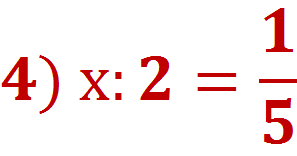 4) x: 2 = 1/5